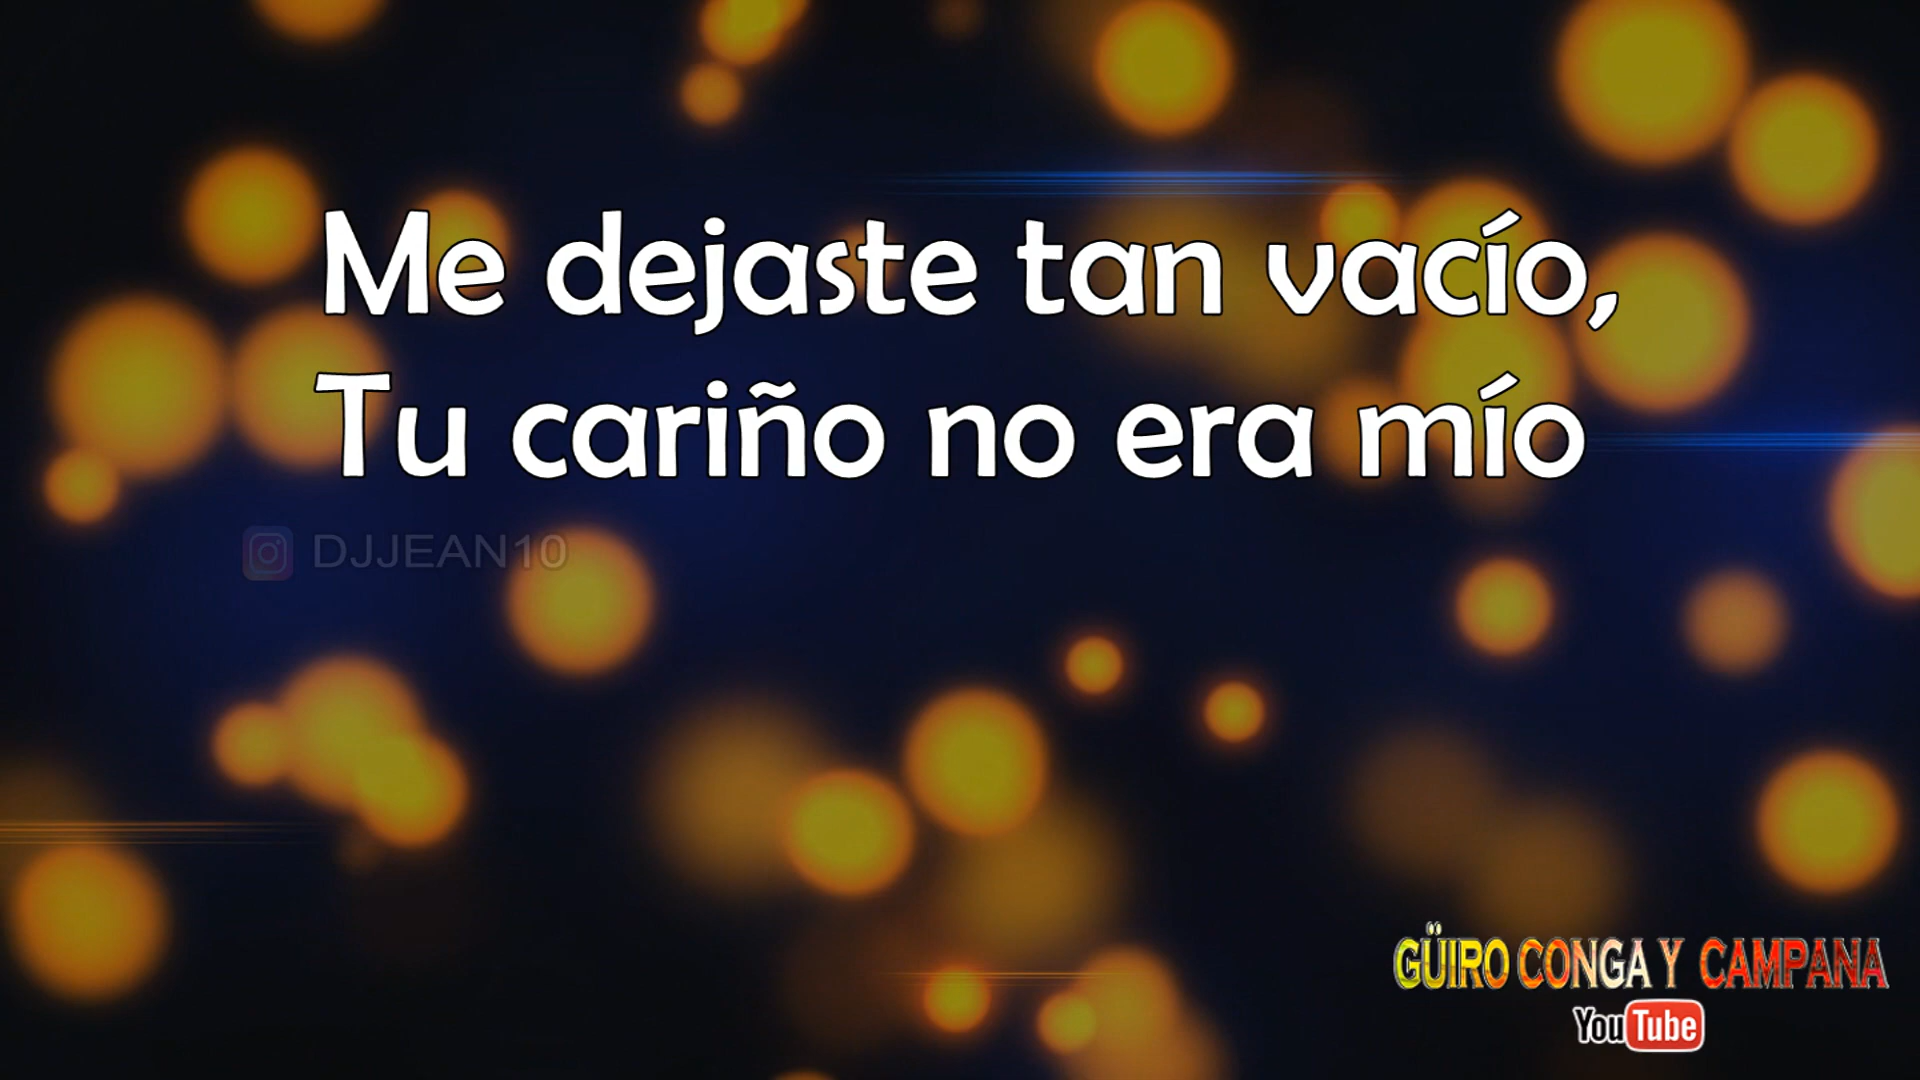 Me dejaste tan vacío,
Tu cariño no era mío
DJJEAN10
GÜIRO CONGA Y CAMPANA
YouTube